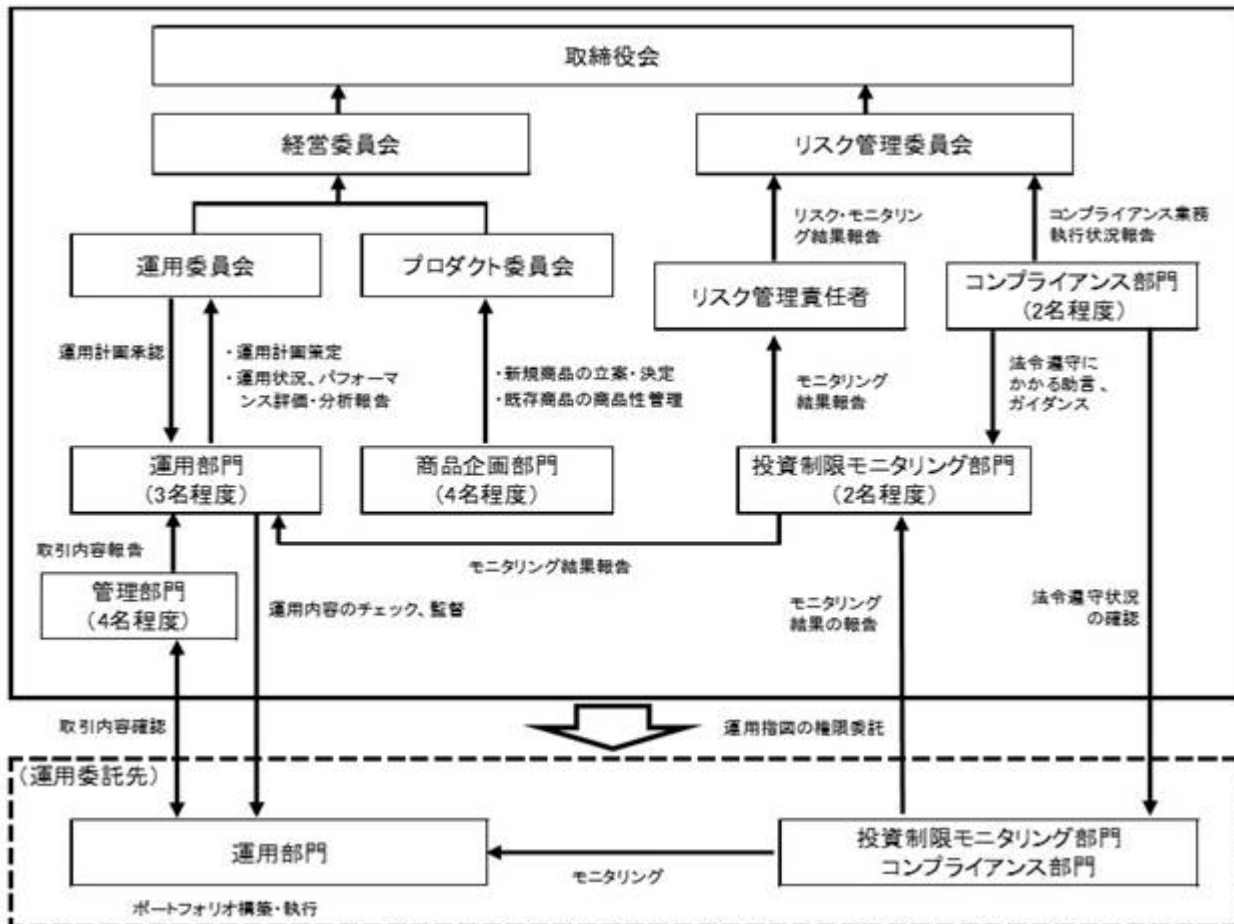 取締役会
経営委員会
リスク管理委員会
リスク・モニタリン
グ結果報告
コンプライアンス業務
執行状況報告
運用委員会
プロダクト委員会
リスク管理責任者
コンプライアンス部門
(2名程度)
運用計画承認
・運用計画策定
・運用状況、パフォーマ
ンス評価・分析報告
・新規商品の立案・決定
・既存商品の商品性管理
モニタリング
結果報告
法令遵守に
かかる助言、
ガイダンス
運用部門
(3名程度)
商品企画部門
(4名程度)
投資制限モニタリング部門
(2名程度)
取引内容報告
モニタリング結果報告
管理部門
(4名程度)
運用内容のチェック、監督
モニタリング
結果の報告
法令遵守状況
の確認
取引内容確認
運用指図の権限委託
(運用委託先)
運用部門
投資制限モニタリング部門
コンプライアンス部門
モニタリング
ポートフォリオ構築・執行